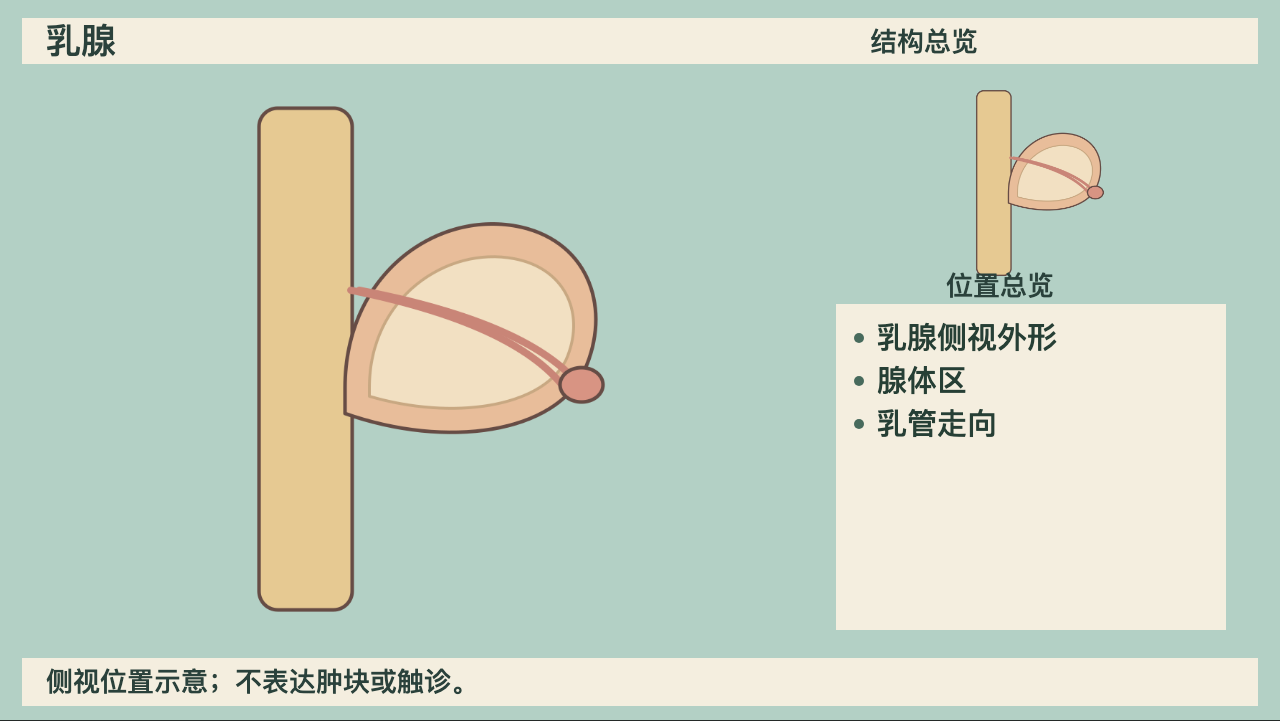 乳腺
结构总览
位置总览
• 乳腺侧视外形
• 腺体区
• 乳管走向
侧视位置示意；不表达肿块或触诊。